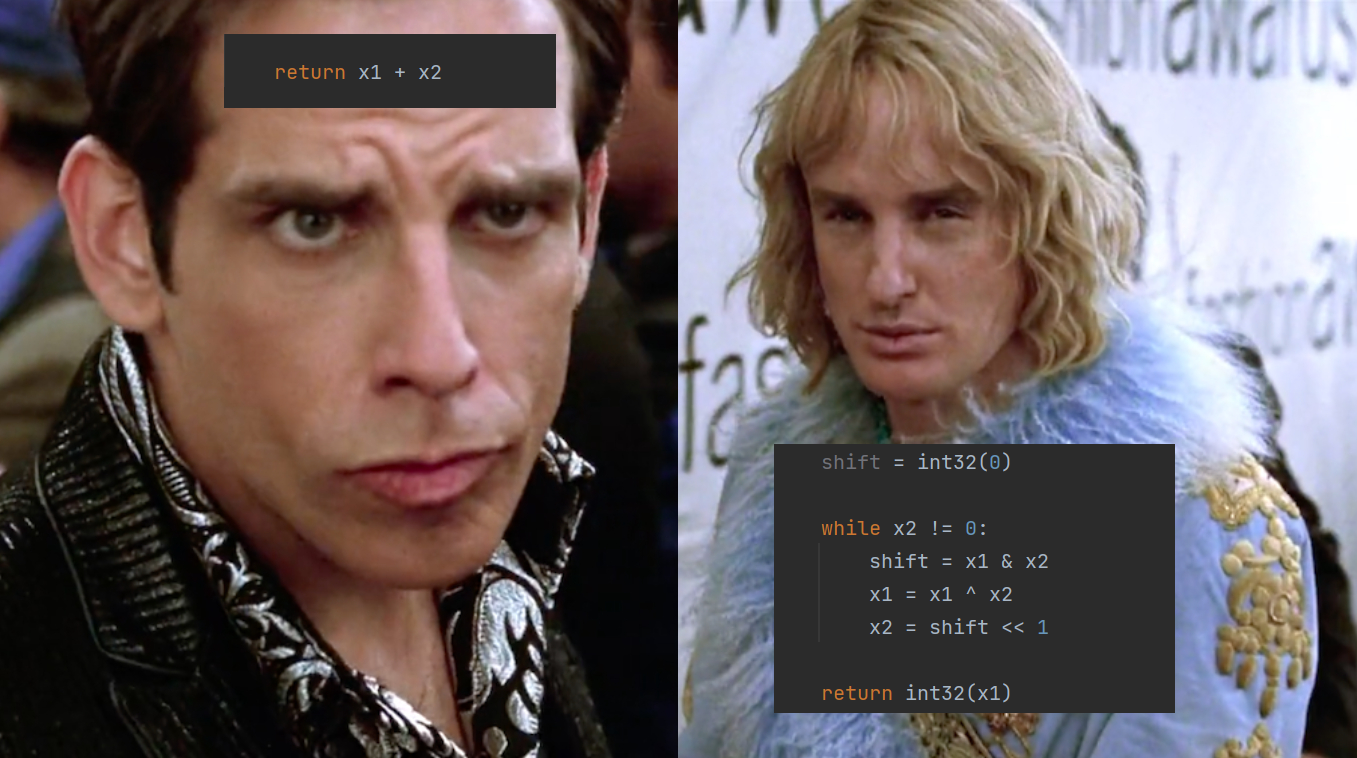 return x1 + x2
fashionawards
shift = int32(0)
while x2 != 0:
shift = x1 & x2
x1 = x1 ^ x2
x2 = shift << 1
return int32(x1)